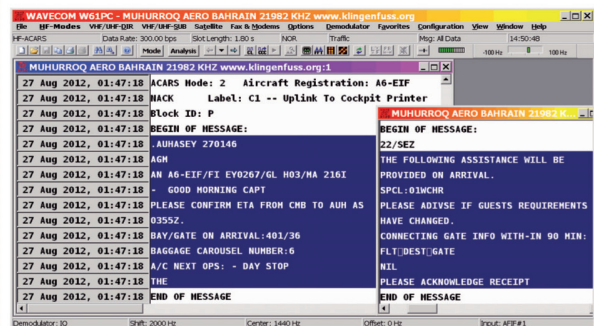 WAVECOM W61PC - MUHURROQ AERO BAHRAIN 21982 KHZ www.klingenfuss.org
File HF-Modes VHF/UHF-DIR VHF/UHF-SUB Satellite Fax & Modems Options Demodulator Favorites Configuration View Window Help
HF-ACARS Data Rate: 300.00 bps Slot Length: 1.80 s NOR Traffic Msg: All Data 14:50:48
Mode Analysis -100 Hz 100 Hz
MUHURROQ AERO BAHRAIN 21982 KHZ www.klingenfuss.org:1
27 Aug 2012, 01:47:18 ACARS Mode: 2 Aircraft Registration: A6-EIF
27 Aug 2012, 01:47:18 NACK Label: C1 -- Uplink To Cockpit Printer
27 Aug 2012, 01:47:18 Block ID: P
27 Aug 2012, 01:47:18 BEGIN OF MESSAGE:
27 Aug 2012, 01:47:18 .AUHASEY 270146
27 Aug 2012, 01:47:18 AGM
27 Aug 2012, 01:47:18 AN A6-EIF/FI EY0267/GL H03/MA 216I
27 Aug 2012, 01:47:18 - GOOD MORNING CAPT
27 Aug 2012, 01:47:18 PLEASE CONFIRM ETA FROM CMB TO AUH AS
27 Aug 2012, 01:47:18 0355Z.
27 Aug 2012, 01:47:18 BAY/GATE ON ARRIVAL:401/36
27 Aug 2012, 01:47:18 BAGGAGE CAROUSEL NUMBER:6
27 Aug 2012, 01:47:18 A/C NEXT OPS: - DAY STOP
27 Aug 2012, 01:47:18 THE
27 Aug 2012, 01:47:18 END OF MESSAGE
MUHURROQ AERO BAHRAIN 21982 K...
BEGIN OF MESSAGE:
22/SEZ
THE FOLLOWING ASSISTANCE WILL BE
PROVIDED ON ARRIVAL.
SPCL:01WCHR
PLEASE ADIVSE IF GUESTS REQUIREMENTS
HAVE CHANGED.
CONNECTING GATE INFO WITH-IN 90 MIN:
FLT▯DEST▯GATE
NIL
PLEASE ACKNOWLEDGE RECEIPT
END OF MESSAGE
Demodulator: IQ Shift: 2000 Hz Center: 1440 Hz Offset: 0 Hz Input: AFIF#1